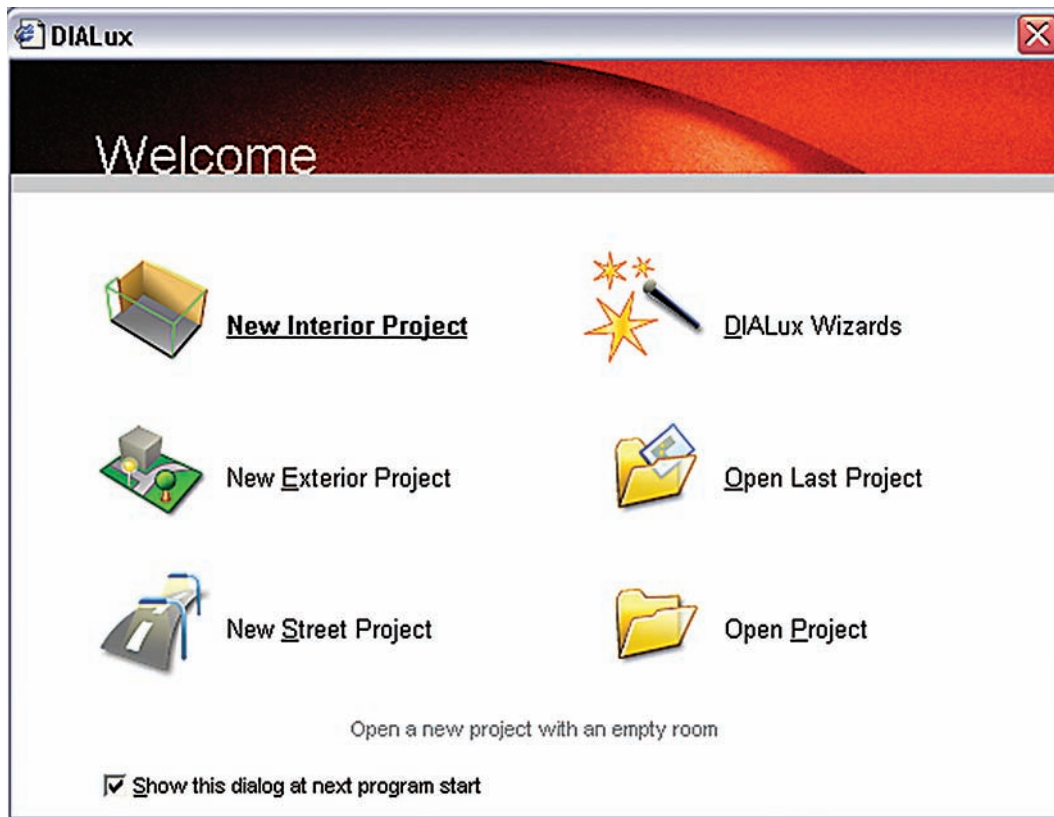 DIALux
Welcome
New Interior Project
DIALux Wizards
New Exterior Project
Open Last Project
New Street Project
Open Project
Open a new project with an empty room
Show this dialog at next program start